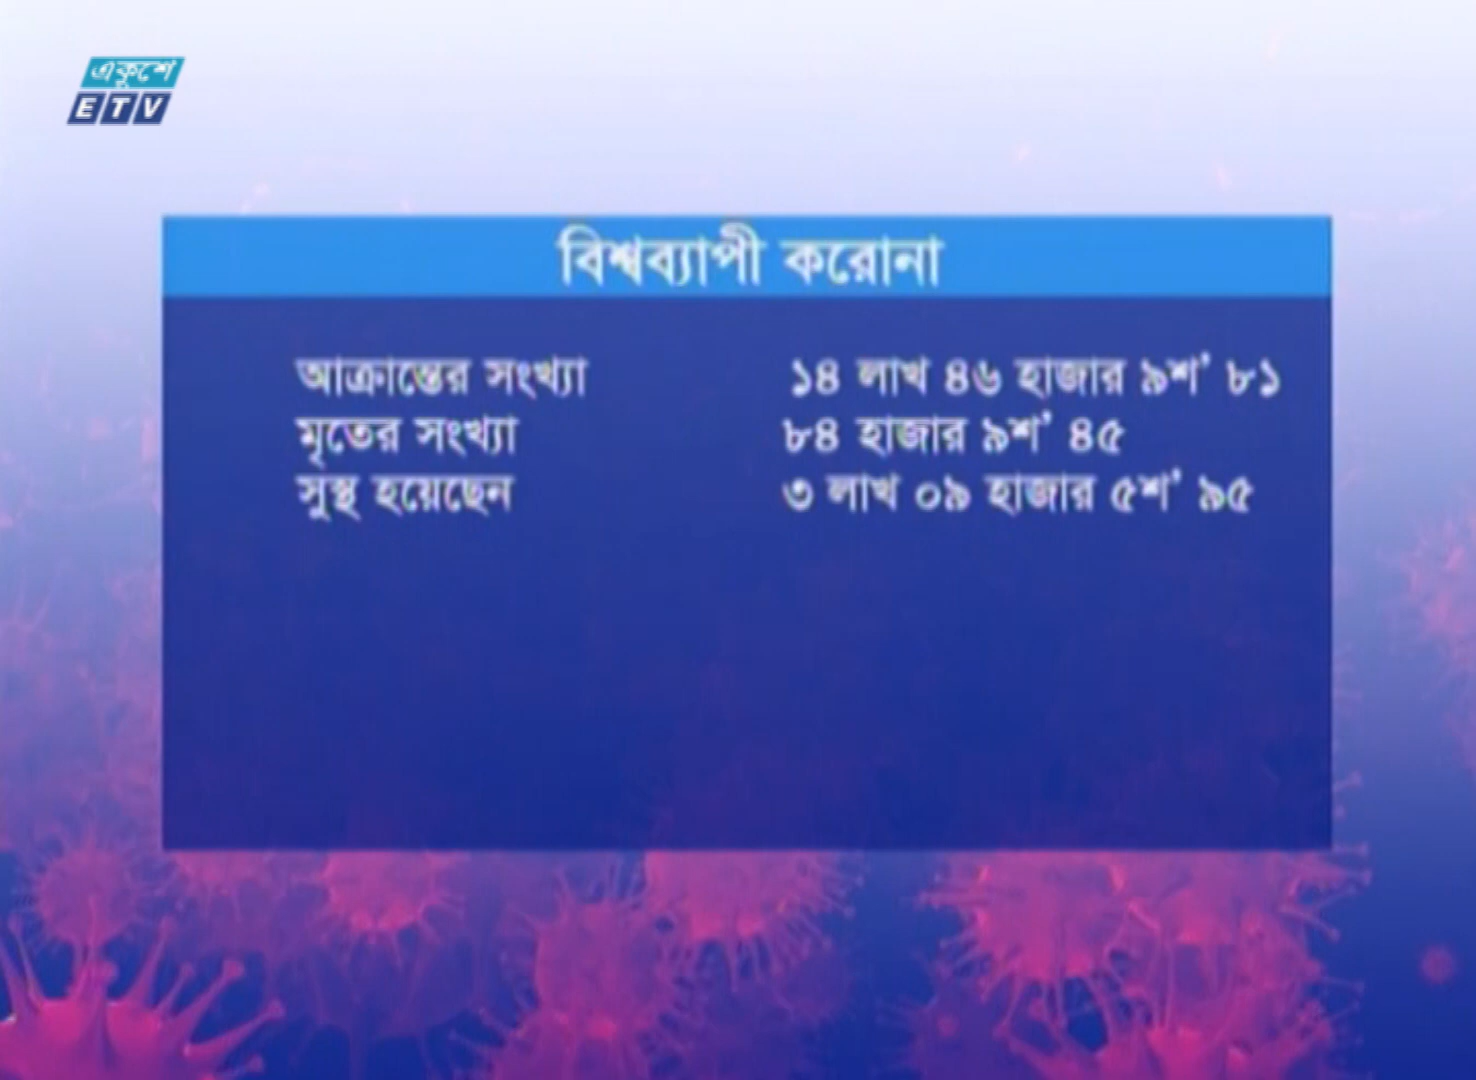 একুশে
ETV
বিশ্বব্যাপী করোনা
আক্রান্তের সংখ্যা ১৪ লাখ ৪৬ হাজার ৯শ' ৮১
মৃতের সংখ্যা ৮৪ হাজার ৯শ' ৪৫
সুস্থ হয়েছেন ৩ লাখ ০৯ হাজার ৫শ' ৯৫